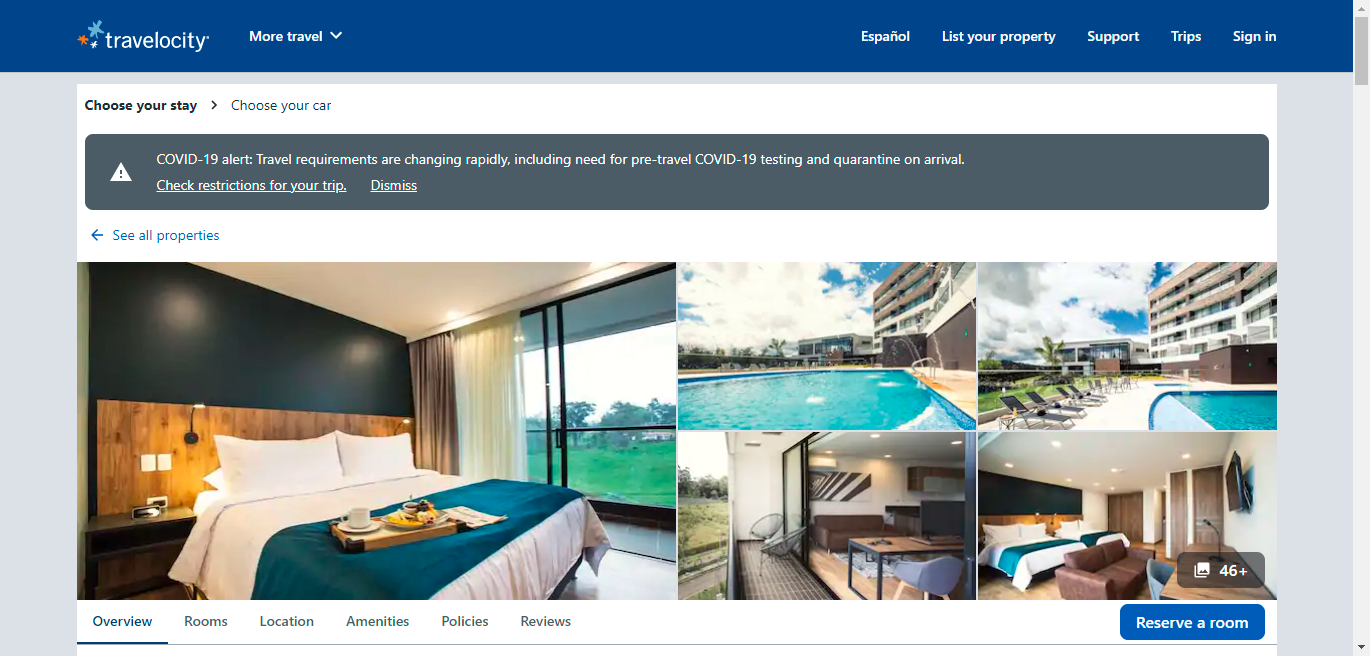 travelocity
More travel
Español
List your property
Support
Trips
Sign in
Choose your stay
Choose your car
COVID-19 alert: Travel requirements are changing rapidly, including need for pre-travel COVID-19 testing and quarantine on arrival.
Check restrictions for your trip.
Dismiss
See all properties
46+
Overview
Rooms
Location
Amenities
Policies
Reviews
Reserve a room